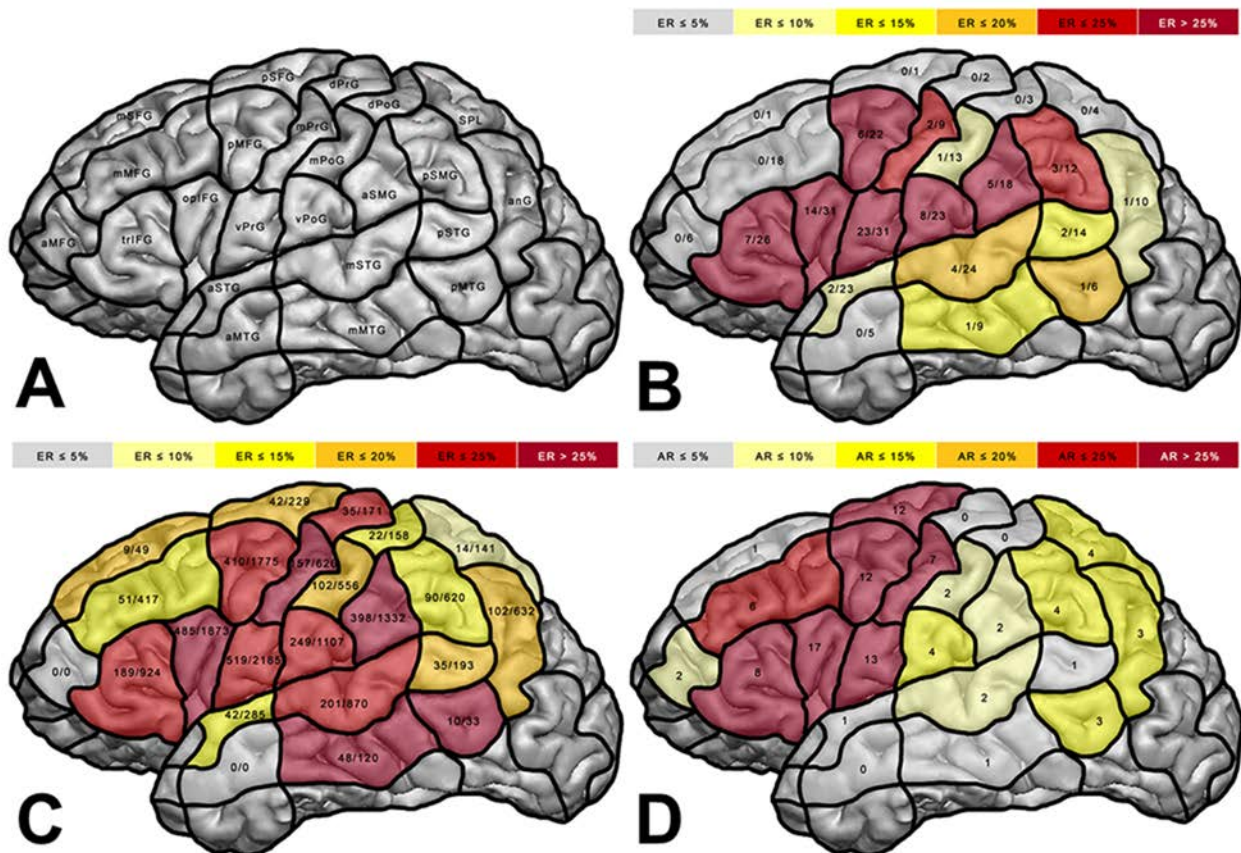 ER ≤ 5% ER ≤ 10% ER ≤ 15% ER ≤ 20% ER ≤ 25% ER > 25%
pSFG
dPrG
mSFG
dPoG
SPL
mPrG
pMFG
mPoG
mMFG
pSMG
opIFG
aSMG
anG
vPrG
vPoG
aMFG
trIFG
pSTG
mSTG
aSTG
pMTG
aMTG
mMTG
A
0/1
0/2
0/3
0/4
0/1
6/22
2/9
1/13
0/18
3/12
5/18
1/10
14/31
8/23
23/31
0/6
7/26
2/14
4/24
2/23
1/6
0/5
1/9
B
ER ≤ 5% ER ≤ 10% ER ≤ 15% ER ≤ 20% ER ≤ 25% ER > 25%
42/229
35/171
22/158
9/49
14/141
410/1775
102/556
51/417
90/620
102/632
398/1332
485/1873
249/1107
519/2185
0/0
189/924
35/193
201/870
42/285
10/33
48/120
0/0
C
AR ≤ 5% AR ≤ 10% AR ≤ 15% AR ≤ 20% AR ≤ 25% AR > 25%
12
0
0
1
4
12
7
2
6
4
2
3
17
13
4
2
8
1
2
1
3
0
1
D